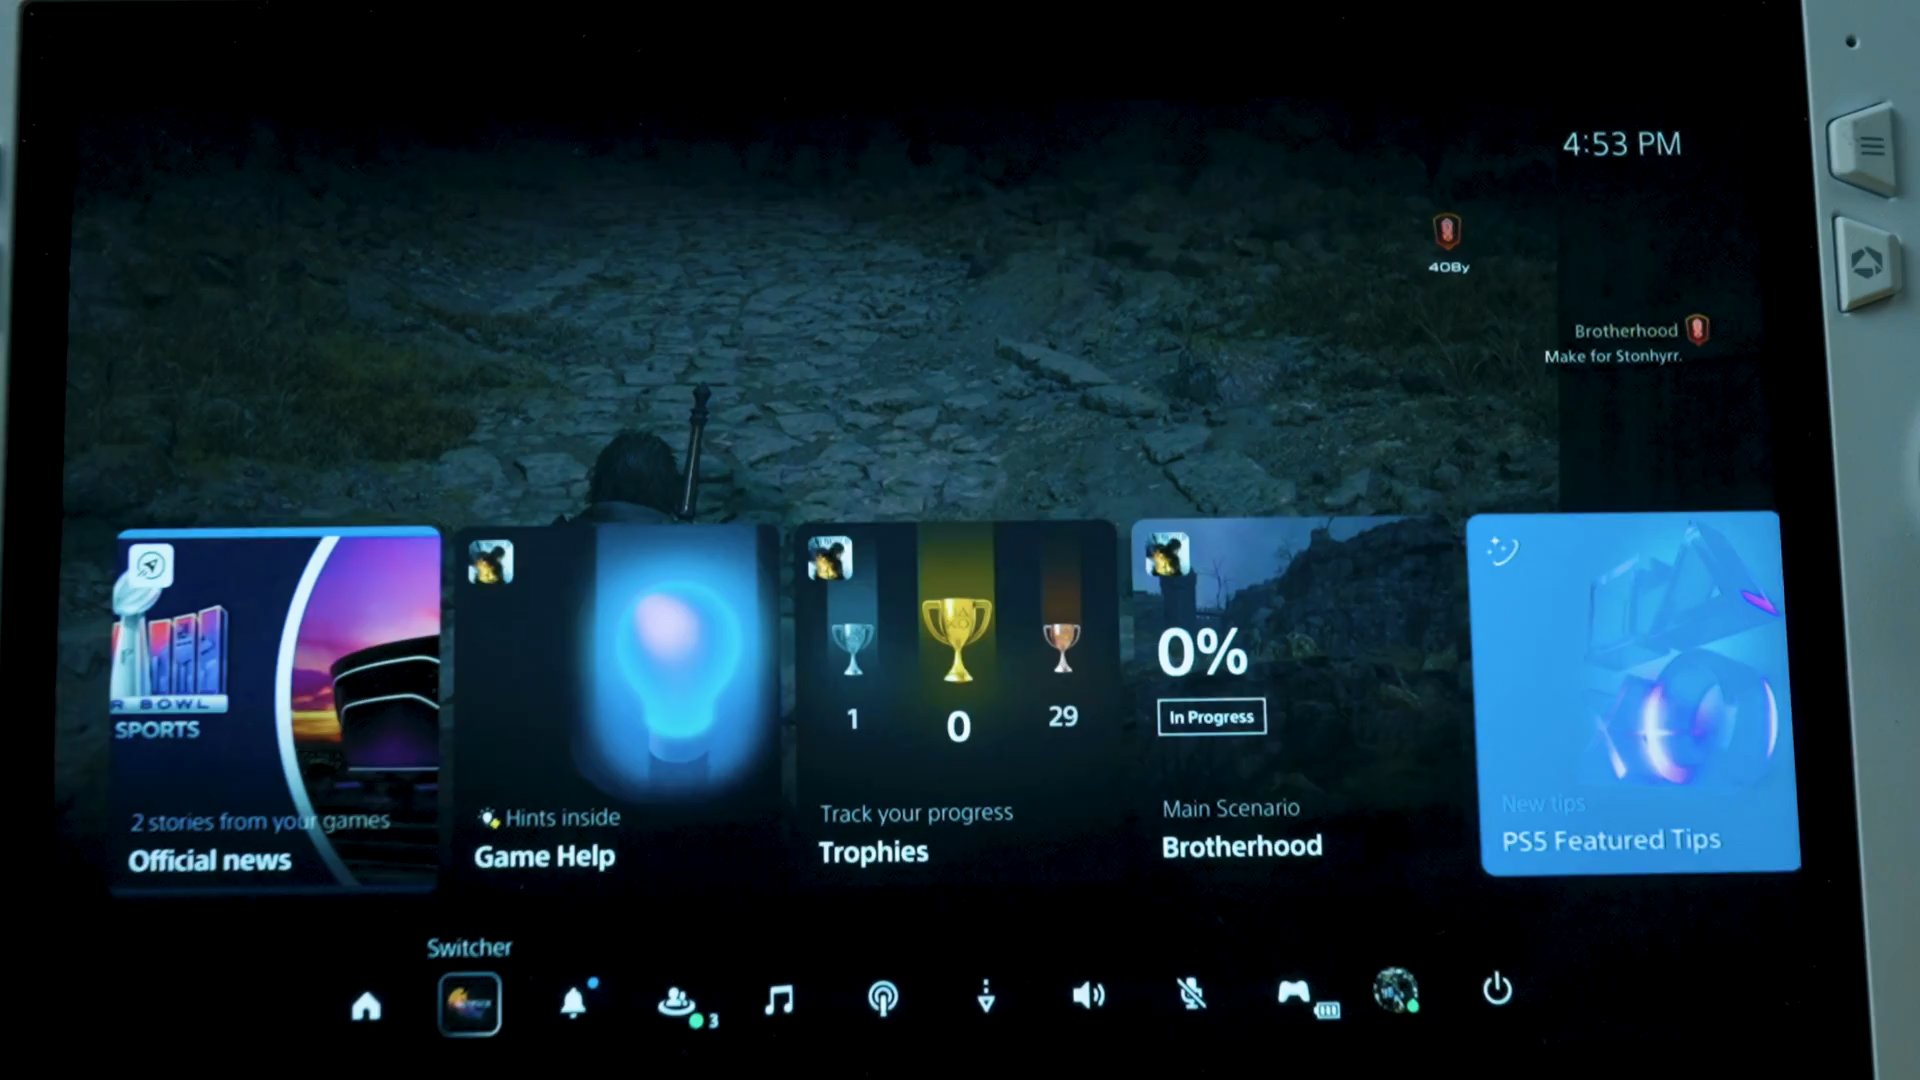 4:53 PM
408y
Brotherhood
Make for Stonhyrr.
R BOWL
SPORTS
2 stories from your games
Official news
Hints inside
Game Help
1
0
29
Track your progress
Trophies
0%
In Progress
Main Scenario
Brotherhood
New tips
PS5 Featured Tips
Switcher
3